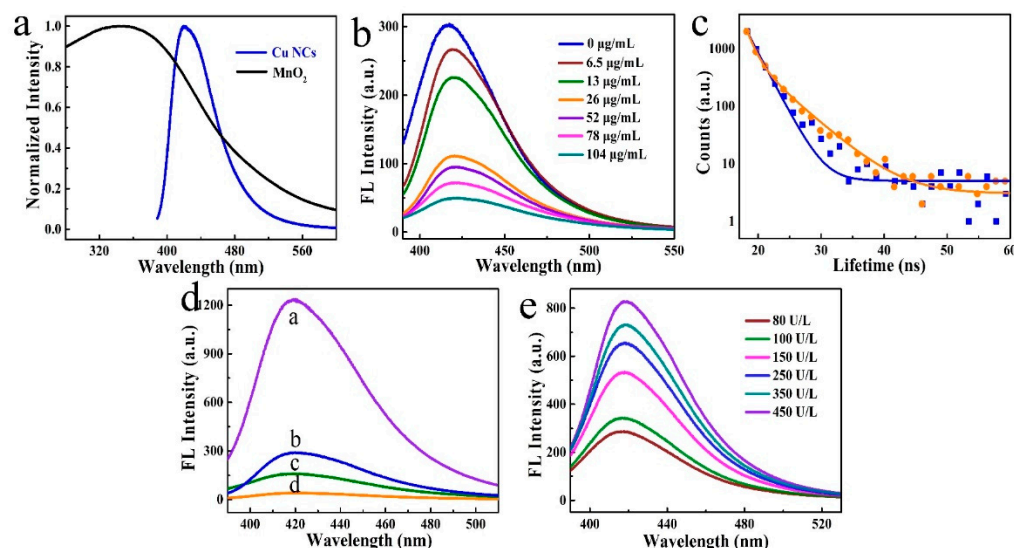 a
Normalized Intensity
1.0
0.8
0.6
0.4
0.2
0.0
Cu NCs
MnO₂
320 400 480 560
Wavelength (nm)
b
FL Intensity (a.u.)
300
200
100
0
0 μg/mL
6.5 μg/mL
13 μg/mL
26 μg/mL
52 μg/mL
78 μg/mL
104 μg/mL
400 450 500 550
Wavelength (nm)
c
Counts (a.u.)
1000
100
10
1
20 30 40 50 60
Lifetime (ns)
d
FL Intensity (a.u.)
1200
900
600
300
0
a
b
c
d
400 420 440 460 480 500
Wavelength (nm)
e
FL Intensity (a.u.)
800
600
400
200
0
80 U/L
100 U/L
150 U/L
250 U/L
350 U/L
450 U/L
400 440 480 520
Wavelength (nm)